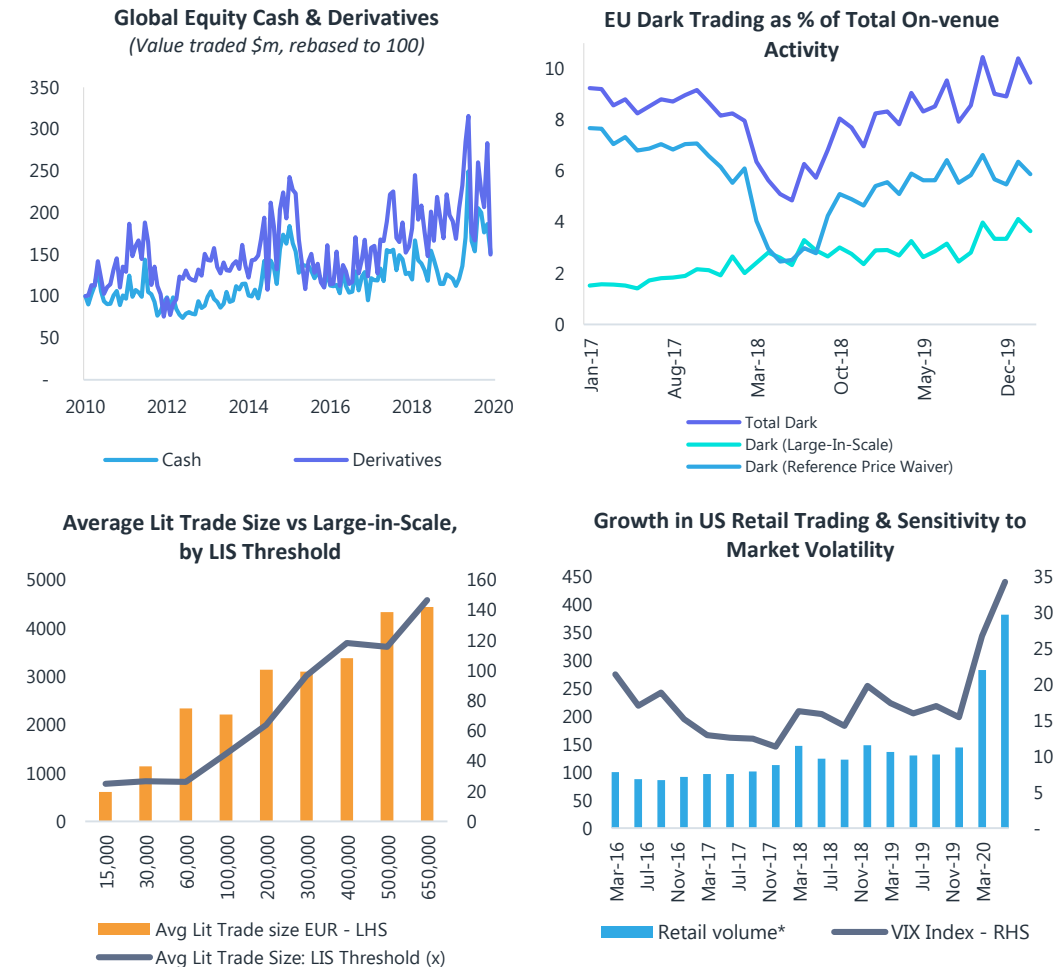 Global Equity Cash & Derivatives
(Value traded $m, rebased to 100)
350
300
250
200
150
100
50
-
2010 2012 2014 2016 2018 2020
Cash Derivatives
EU Dark Trading as % of Total On-venue
Activity
10
8
6
4
2
0
Jan-17 Aug-17 Mar-18 Oct-18 May-19 Dec-19
Total Dark
Dark (Large-In-Scale)
Dark (Reference Price Waiver)
Average Lit Trade Size vs Large-in-Scale,
by LIS Threshold
5000 160
4000 140
3000 120
2000 100
1000 80
0 60
40
20
0
15,000 30,000 60,000 100,000 200,000 300,000 400,000 500,000 650,000
Avg Lit Trade size EUR - LHS
Avg Lit Trade Size: LIS Threshold (x)
Growth in US Retail Trading & Sensitivity to
Market Volatility
450 35
400 30
350 25
300 20
250 15
200 10
150 5
100 -
50
0
Mar-16 Jul-16 Nov-16 Mar-17 Jul-17 Nov-17 Mar-18 Jul-18 Nov-18 Mar-19 Jul-19 Nov-19 Mar-20
Retail volume* VIX Index - RHS